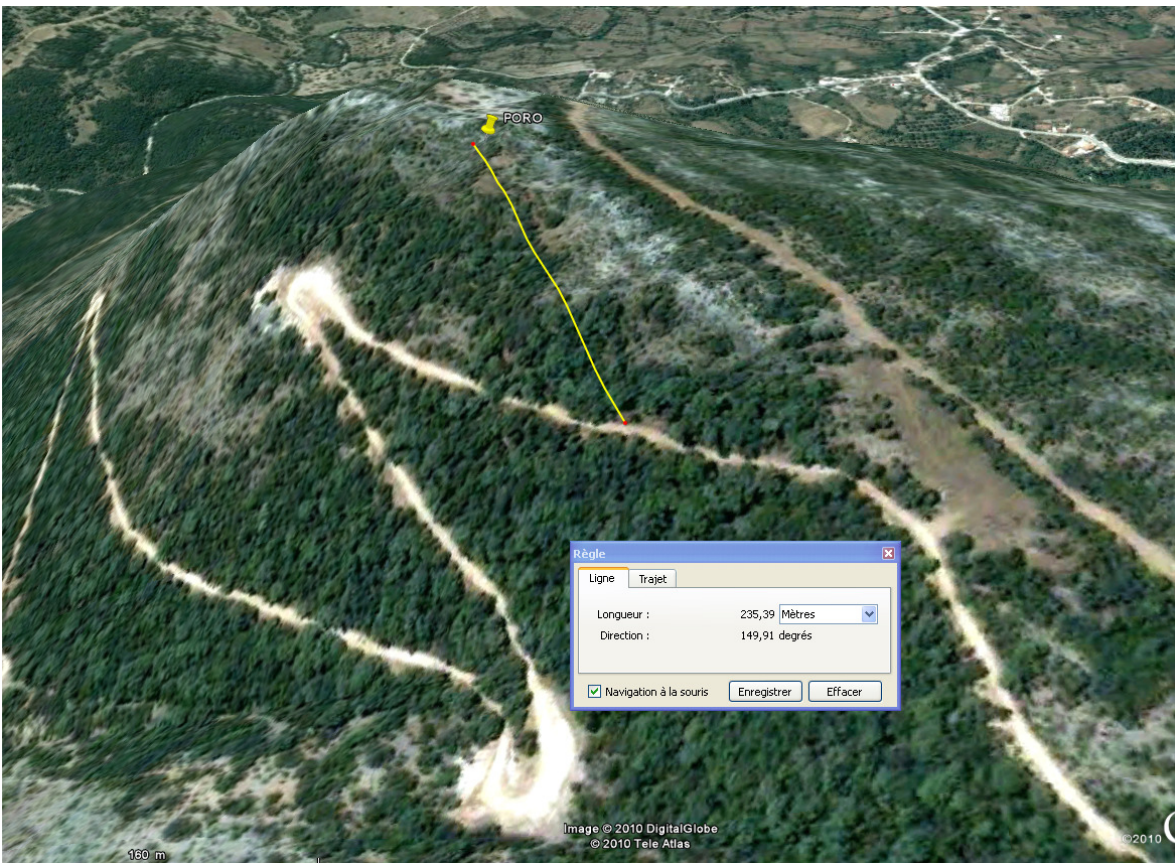 PORO
Règle
Ligne Trajet
Longueur : 235,39 Mètres
Direction : 149,91 degrés
Navigation à la souris Enregistrer Effacer
Image © 2010 DigitalGlobe
© 2010 Tele Atlas
©2010
160 m